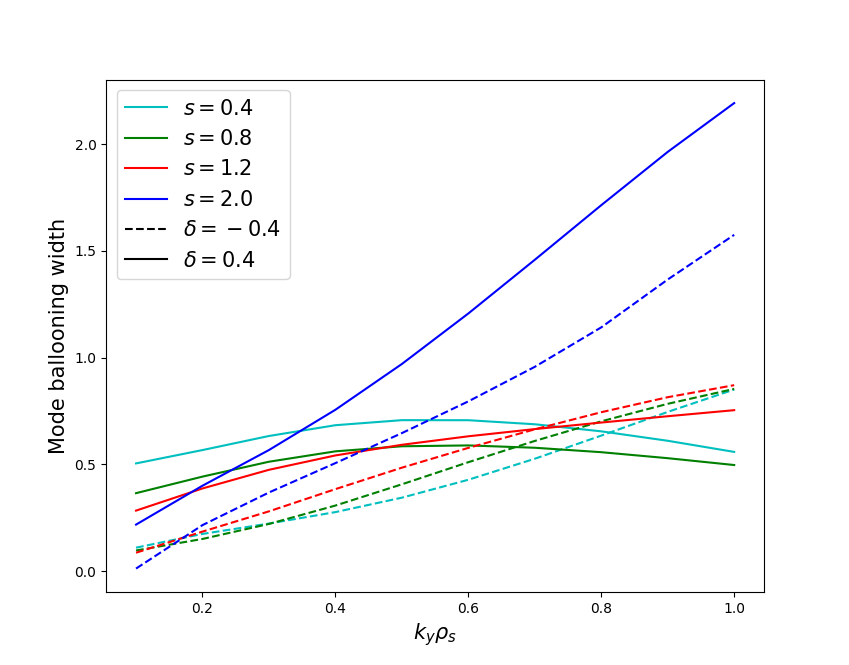 s = 0.4
s = 0.8
s = 1.2
s = 2.0
δ = −0.4
δ = 0.4
Mode ballooning width
2.0
1.5
1.0
0.5
0.0
0.2 0.4 0.6 0.8 1.0
k_yρ_s